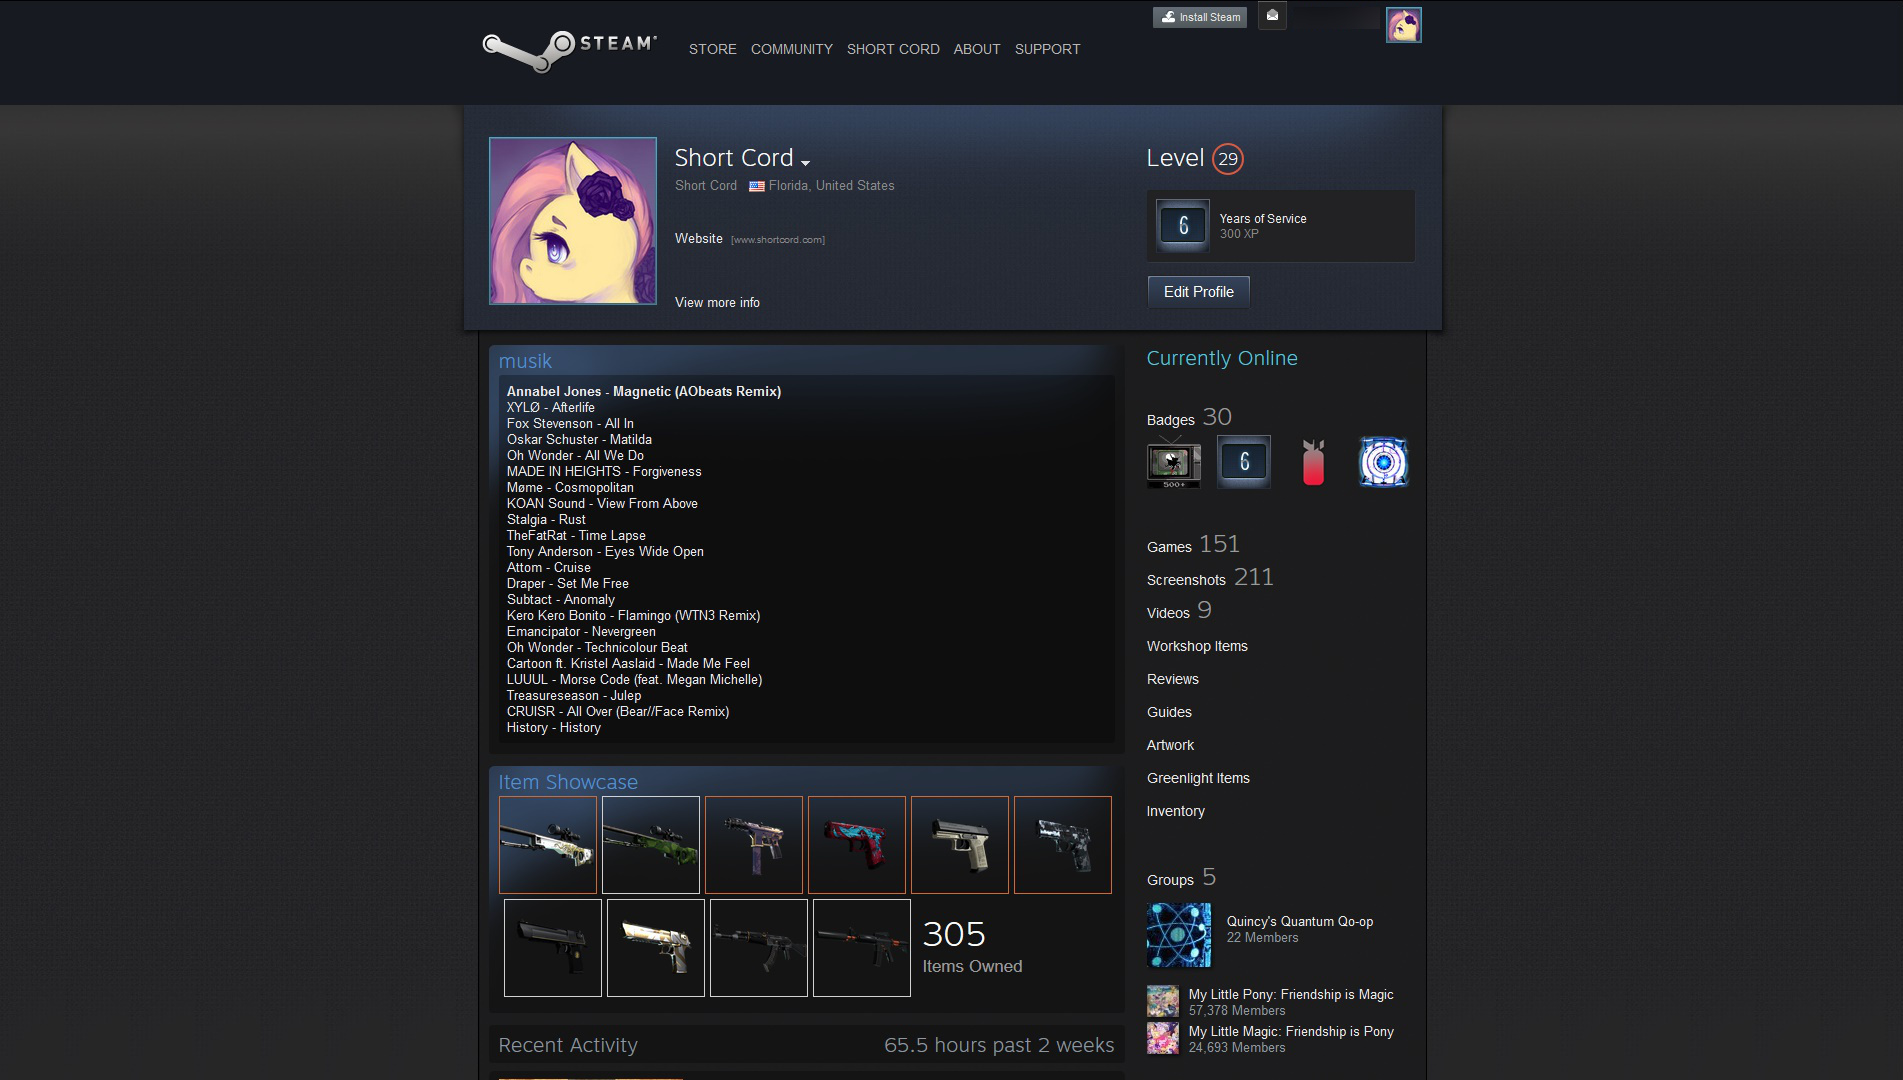 Install Steam
STEAM
STORE COMMUNITY SHORT CORD ABOUT SUPPORT
Short Cord
Short Cord Florida, United States
Website [www.shortcord.com]
View more info
Level 29
6 Years of Service
300 XP
Edit Profile
musik
Annabel Jones - Magnetic (AObeats Remix)
XYLØ - Afterlife
Fox Stevenson - All In
Oskar Schuster - Matilda
Oh Wonder - All We Do
MADE IN HEIGHTS - Forgiveness
Møme - Cosmopolitan
KOAN Sound - View From Above
Stalgia - Rust
TheFatRat - Time Lapse
Tony Anderson - Eyes Wide Open
Attom - Cruise
Draper - Set Me Free
Subtact - Anomaly
Kero Kero Bonito - Flamingo (WTN3 Remix)
Emancipator - Nevergreen
Oh Wonder - Technicolour Beat
Cartoon ft. Kristel Aaslaid - Made Me Feel
LUUUL - Morse Code (feat. Megan Michelle)
Treasureseason - Julep
CRUISR - All Over (Bear//Face Remix)
History - History
Item Showcase
305
Items Owned
Recent Activity 65.5 hours past 2 weeks
Currently Online
Badges 30
500+
6
Games 151
Screenshots 211
Videos 9
Workshop Items
Reviews
Guides
Artwork
Greenlight Items
Inventory
Groups 5
Quincy's Quantum Qo-op
22 Members
My Little Pony: Friendship is Magic
57,378 Members
My Little Magic: Friendship is Pony
24,693 Members